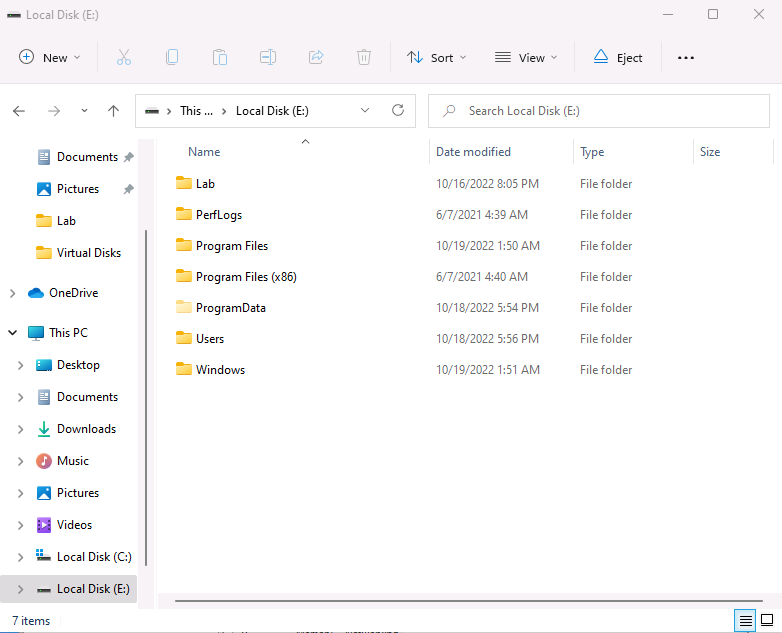 Local Disk (E:)
New
Sort
View
Eject
This ...
Local Disk (E:)
Search Local Disk (E:)
Name
Date modified
Type
Size
Documents
Pictures
Lab
Virtual Disks
OneDrive
This PC
Desktop
Documents
Downloads
Music
Pictures
Videos
Local Disk (C:)
Local Disk (E:)
Lab 10/16/2022 8:05 PM File folder
PerfLogs 6/7/2021 4:39 AM File folder
Program Files 10/19/2022 1:50 AM File folder
Program Files (x86) 6/7/2021 4:40 AM File folder
ProgramData 10/18/2022 5:54 PM File folder
Users 10/18/2022 5:56 PM File folder
Windows 10/19/2022 1:51 AM File folder
7 items